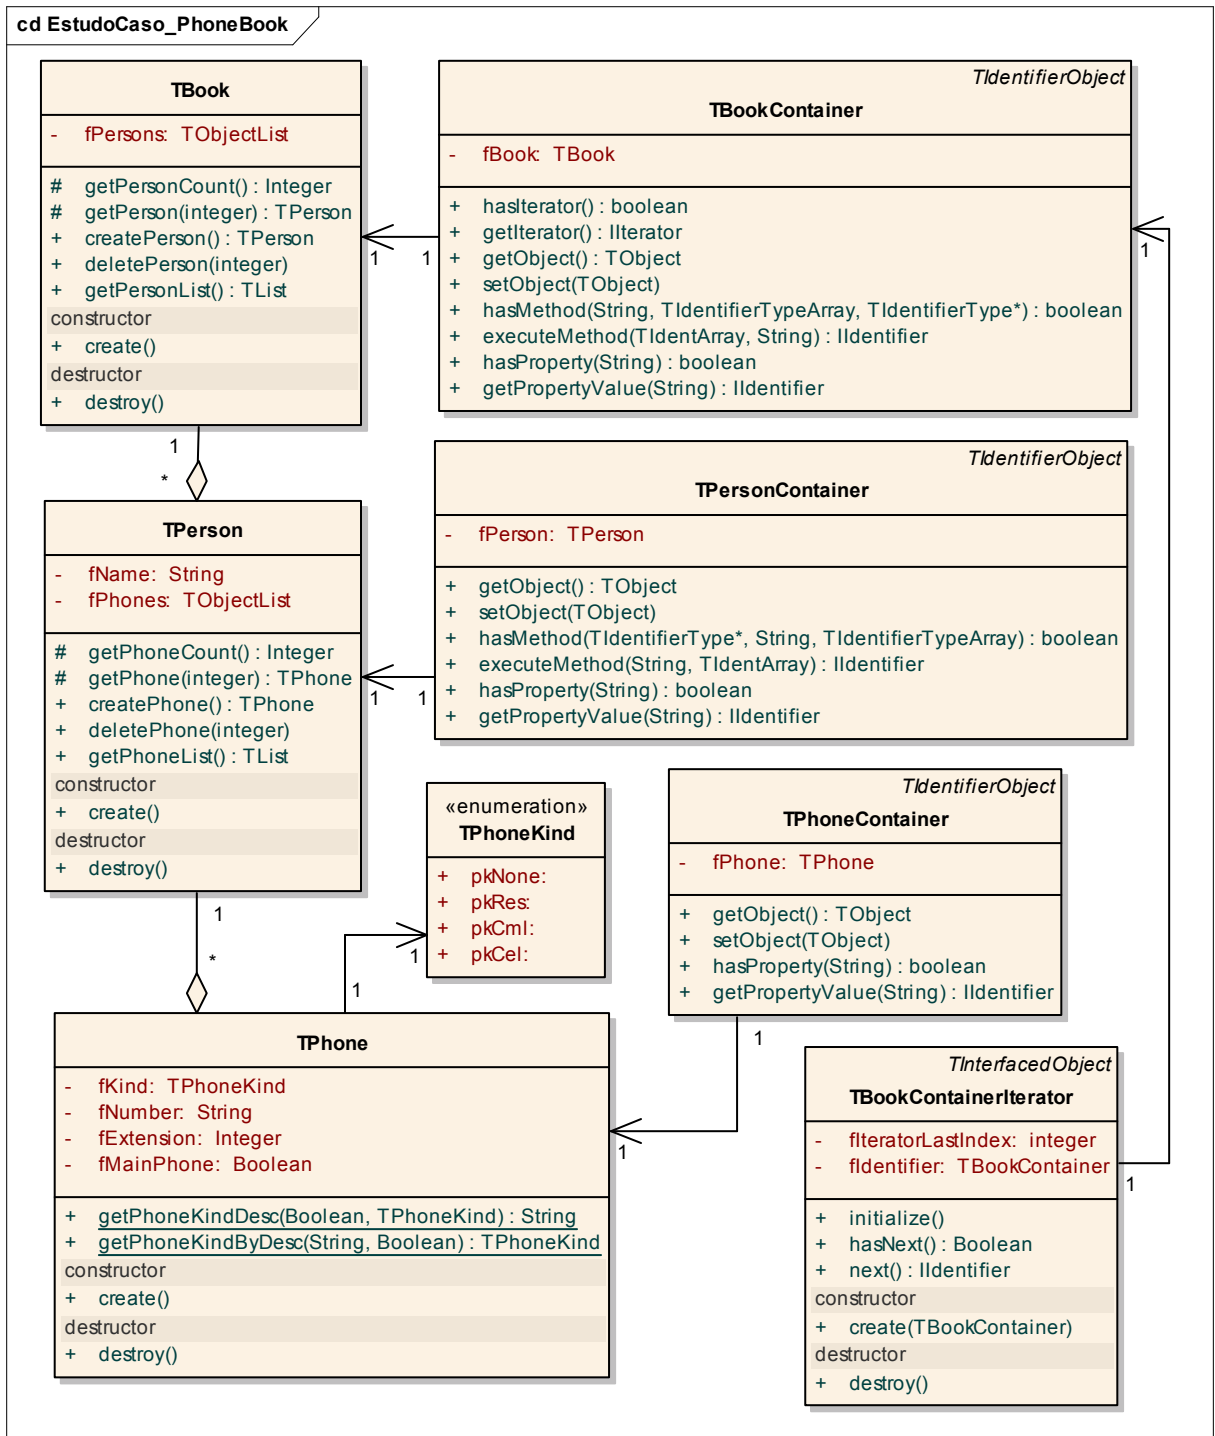 cd EstudoCaso_PhoneBook
TBook
- fPersons: TObjectList
# getPersonCount() : Integer
# getPerson(integer) : TPerson
+ createPerson() : TPerson
+ deletePerson(integer)
+ getPersonList() : TList
constructor
+ create()
destructor
+ destroy()
TIdentifierObject
TBookContainer
- fBook: TBook
+ hasIterator() : boolean
+ getIterator() : IIterator
+ getObject() : TObject
+ setObject(TObject)
+ hasMethod(String, TIdentifierTypeArray, TIdentifierType*) : boolean
+ executeMethod(TIdentArray, String) : IIdentifier
+ hasProperty(String) : boolean
+ getPropertyValue(String) : IIdentifier
1 1
1
1
*
TPerson
- fName: String
- fPhones: TObjectList
# getPhoneCount() : Integer
# getPhone(integer) : TPhone
+ createPhone() : TPhone
+ deletePhone(integer)
+ getPhoneList() : TList
constructor
+ create()
destructor
+ destroy()
TIdentifierObject
TPersonContainer
- fPerson: TPerson
+ getObject() : TObject
+ setObject(TObject)
+ hasMethod(TIdentifierType*, String, TIdentifierTypeArray) : boolean
+ executeMethod(String, TIdentArray) : IIdentifier
+ hasProperty(String) : boolean
+ getPropertyValue(String) : IIdentifier
1 1
«enumeration»
TPhoneKind
+ pkNone:
+ pkRes:
+ pkCml:
+ pkCel:
TIdentifierObject
TPhoneContainer
- fPhone: TPhone
+ getObject() : TObject
+ setObject(TObject)
+ hasProperty(String) : boolean
+ getPropertyValue(String) : IIdentifier
1
*
1
1
1
1
TPhone
- fKind: TPhoneKind
- fNumber: String
- fExtension: Integer
- fMainPhone: Boolean
+ getPhoneKindDesc(Boolean, TPhoneKind) : String
+ getPhoneKindByDesc(String, Boolean) : TPhoneKind
constructor
+ create()
destructor
+ destroy()
TInterfacedObject
TBookContainerIterator
- fIteratorLastIndex: integer
- fIdentifier: TBookContainer
+ initialize()
+ hasNext() : Boolean
+ next() : IIdentifier
constructor
+ create(TBookContainer)
destructor
+ destroy()
1